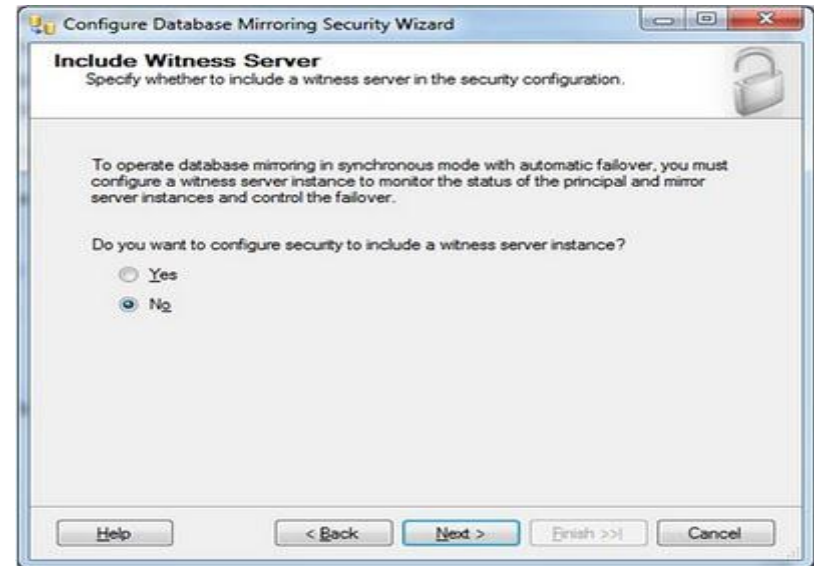 Configure Database Mirroring Security Wizard
Include Witness Server
Specify whether to include a witness server in the security configuration.
To operate database mirroring in synchronous mode with automatic failover, you must
configure a witness server instance to monitor the status of the principal and mirror
server instances and control the failover.
Do you want to configure security to include a witness server instance?
Yes
No
Help
< Back
Next >
Finish >>|
Cancel